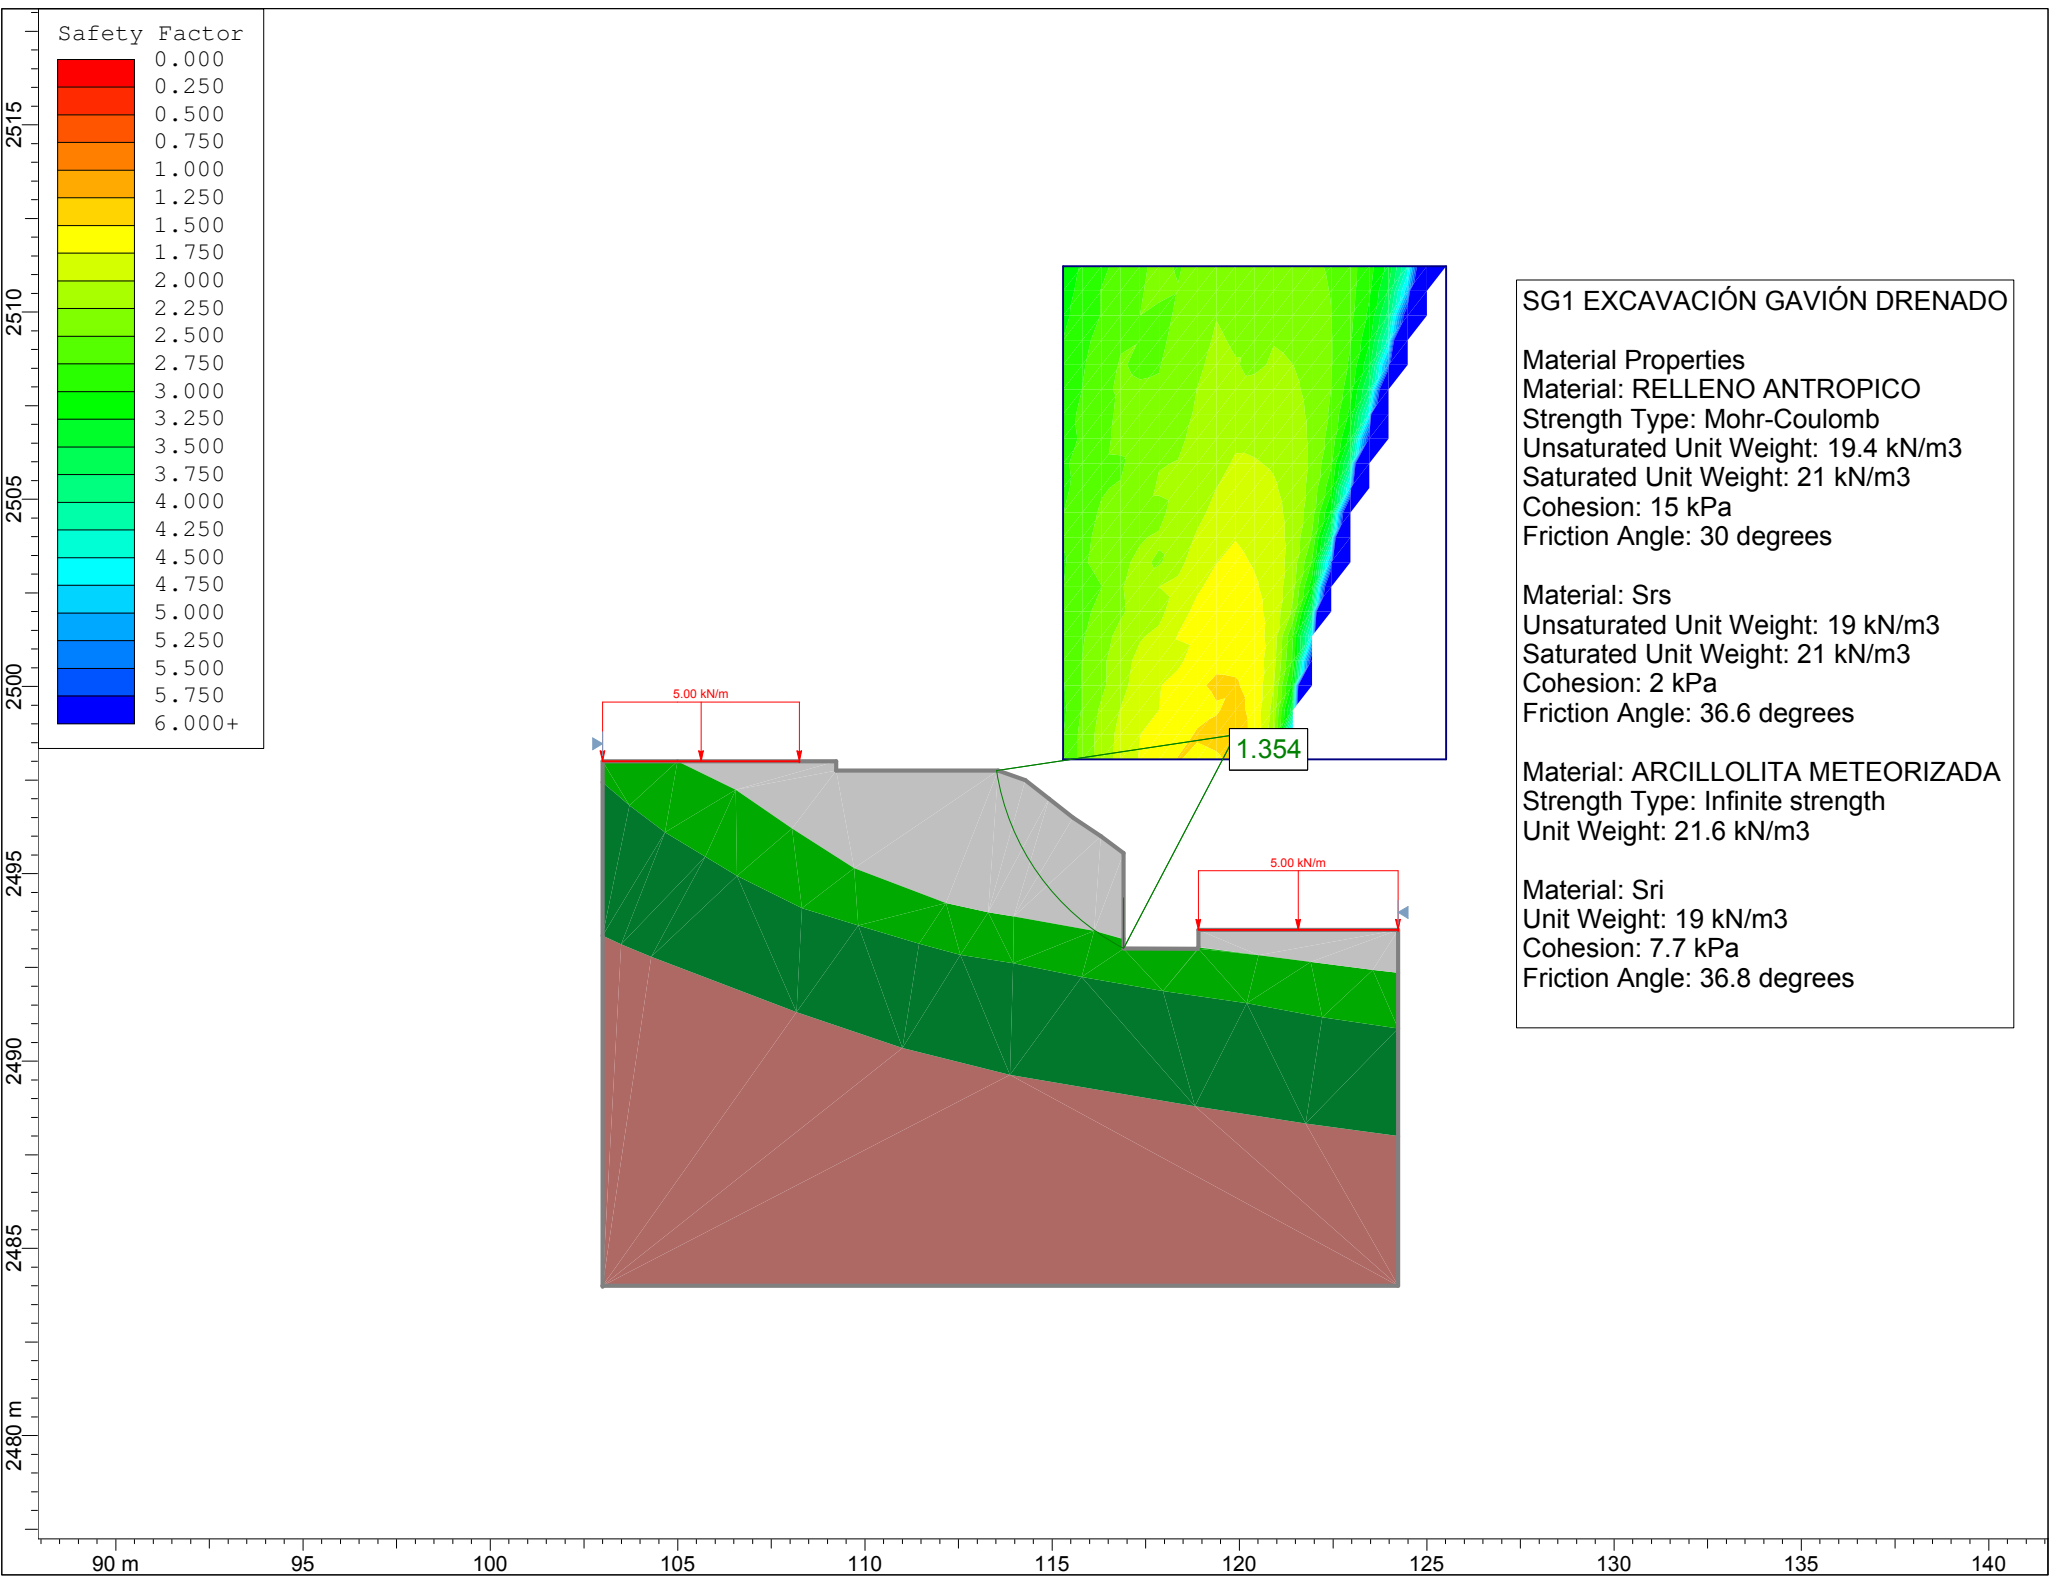 Safety Factor
0.000
0.250
0.500
0.750
1.000
1.250
1.500
1.750
2.000
2.250
2.500
2.750
3.000
3.250
3.500
3.750
4.000
4.250
4.500
4.750
5.000
5.250
5.500
5.750
6.000+
2515
2510
2505
2500
2495
2490
2485
2480 m
5.00 kN/m
1.354
5.00 kN/m
SG1 EXCAVACIÓN GAVIÓN DRENADO
Material Properties
Material: RELLENO ANTROPICO
Strength Type: Mohr-Coulomb
Unsaturated Unit Weight: 19.4 kN/m3
Saturated Unit Weight: 21 kN/m3
Cohesion: 15 kPa
Friction Angle: 30 degrees
Material: Srs
Unsaturated Unit Weight: 19 kN/m3
Saturated Unit Weight: 21 kN/m3
Cohesion: 2 kPa
Friction Angle: 36.6 degrees
Material: ARCILLOLITA METEORIZADA
Strength Type: Infinite strength
Unit Weight: 21.6 kN/m3
Material: Sri
Unit Weight: 19 kN/m3
Cohesion: 7.7 kPa
Friction Angle: 36.8 degrees
90 m 95 100 105 110 115 120 125 130 135 140